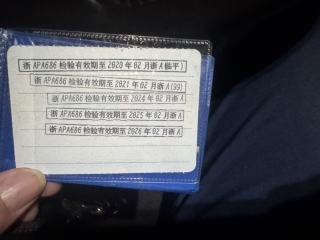 浙 APA686 检验有效期至 2020 年 02 月浙 A(临平)
浙 APA686 检验有效期至 2021 年 02 月浙 A(99)
浙 APA686 检验有效期至 2024 年 02 月浙 A
浙 APA686 检验有效期至 2025 年 02 月浙 A
浙 APA686 检验有效期至 2026 年 02 月浙 A